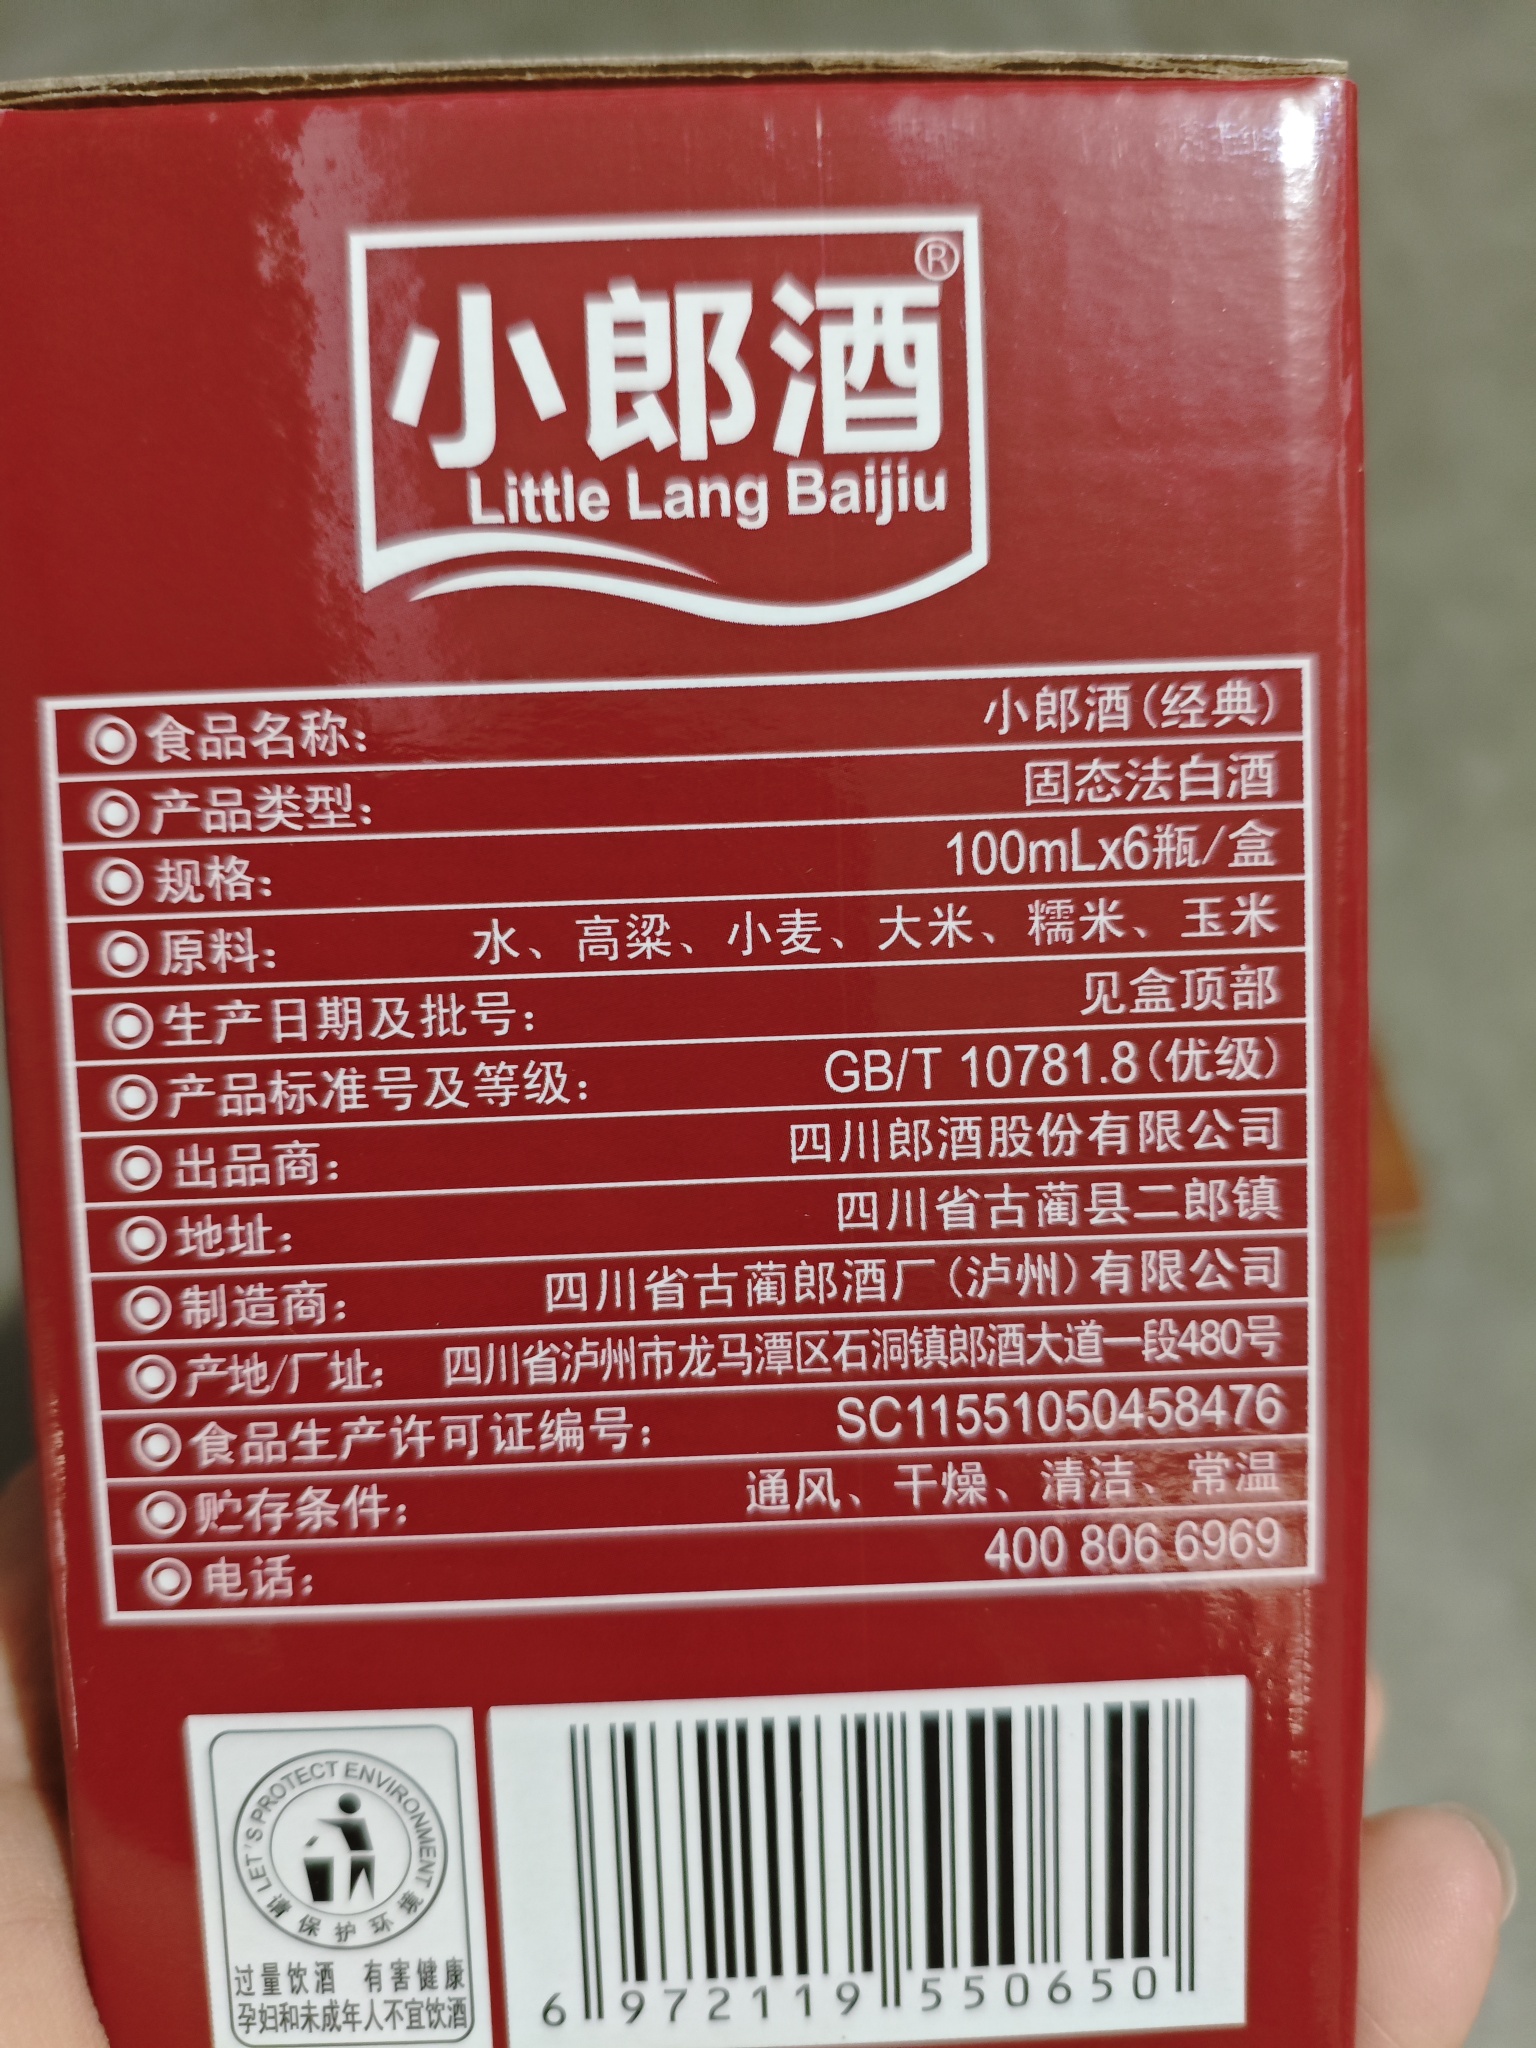 ®
小郎酒
Little Lang Baijiu
食品名称: 小郎酒(经典)
产品类型: 固态法白酒
规格: 100mLx6瓶/盒
原料: 水、高粱、小麦、大米、糯米、玉米
生产日期及批号: 见盒顶部
产品标准号及等级: GB/T 10781.8(优级)
出品商: 四川郎酒股份有限公司
地址: 四川省古蔺县二郎镇
制造商: 四川省古蔺郎酒厂(泸州)有限公司
产地/厂址: 四川省泸州市龙马潭区石洞镇郎酒大道一段480号
食品生产许可证编号: SC11551050458476
贮存条件: 通风、干燥、清洁、常温
电话: 400 806 6969
LET'S PROTECT ENVIRONMENT
请保护环境
过量饮酒 有害健康
孕妇和未成年人不宜饮酒
6 972119 550650